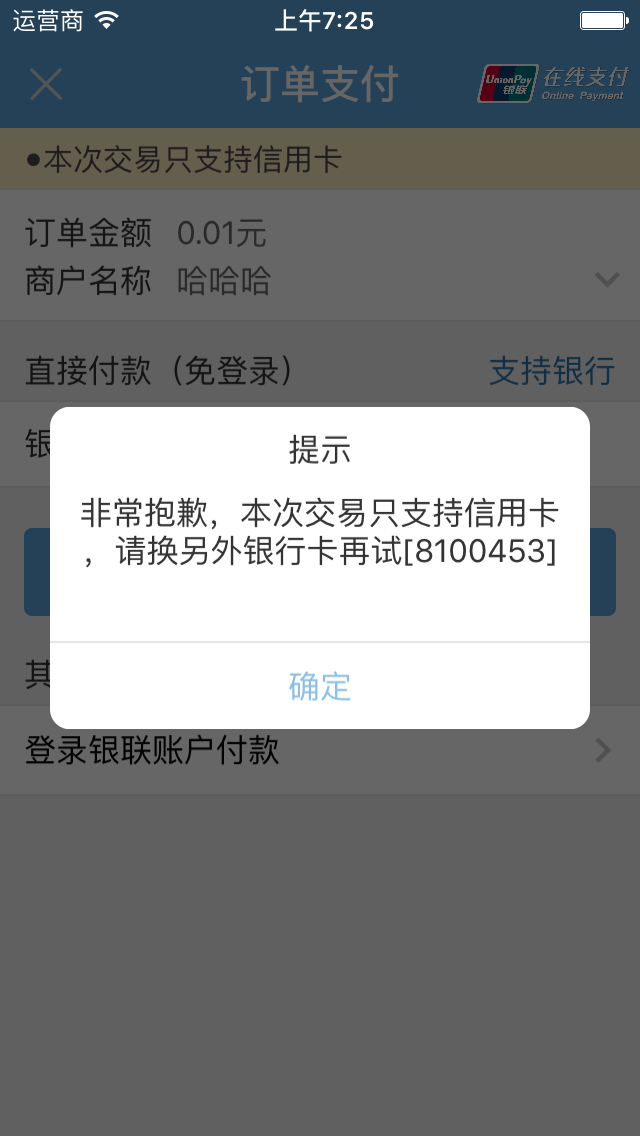 运营商
上午7:25
订单支付
UnionPay
银联
在线支付
Online Payment
●本次交易只支持信用卡
订单金额 0.01元
商户名称 哈哈哈
直接付款（免登录）
支持银行
银
提示
非常抱歉，本次交易只支持信用卡
，请换另外银行卡再试[8100453]
确定
其
登录银联账户付款